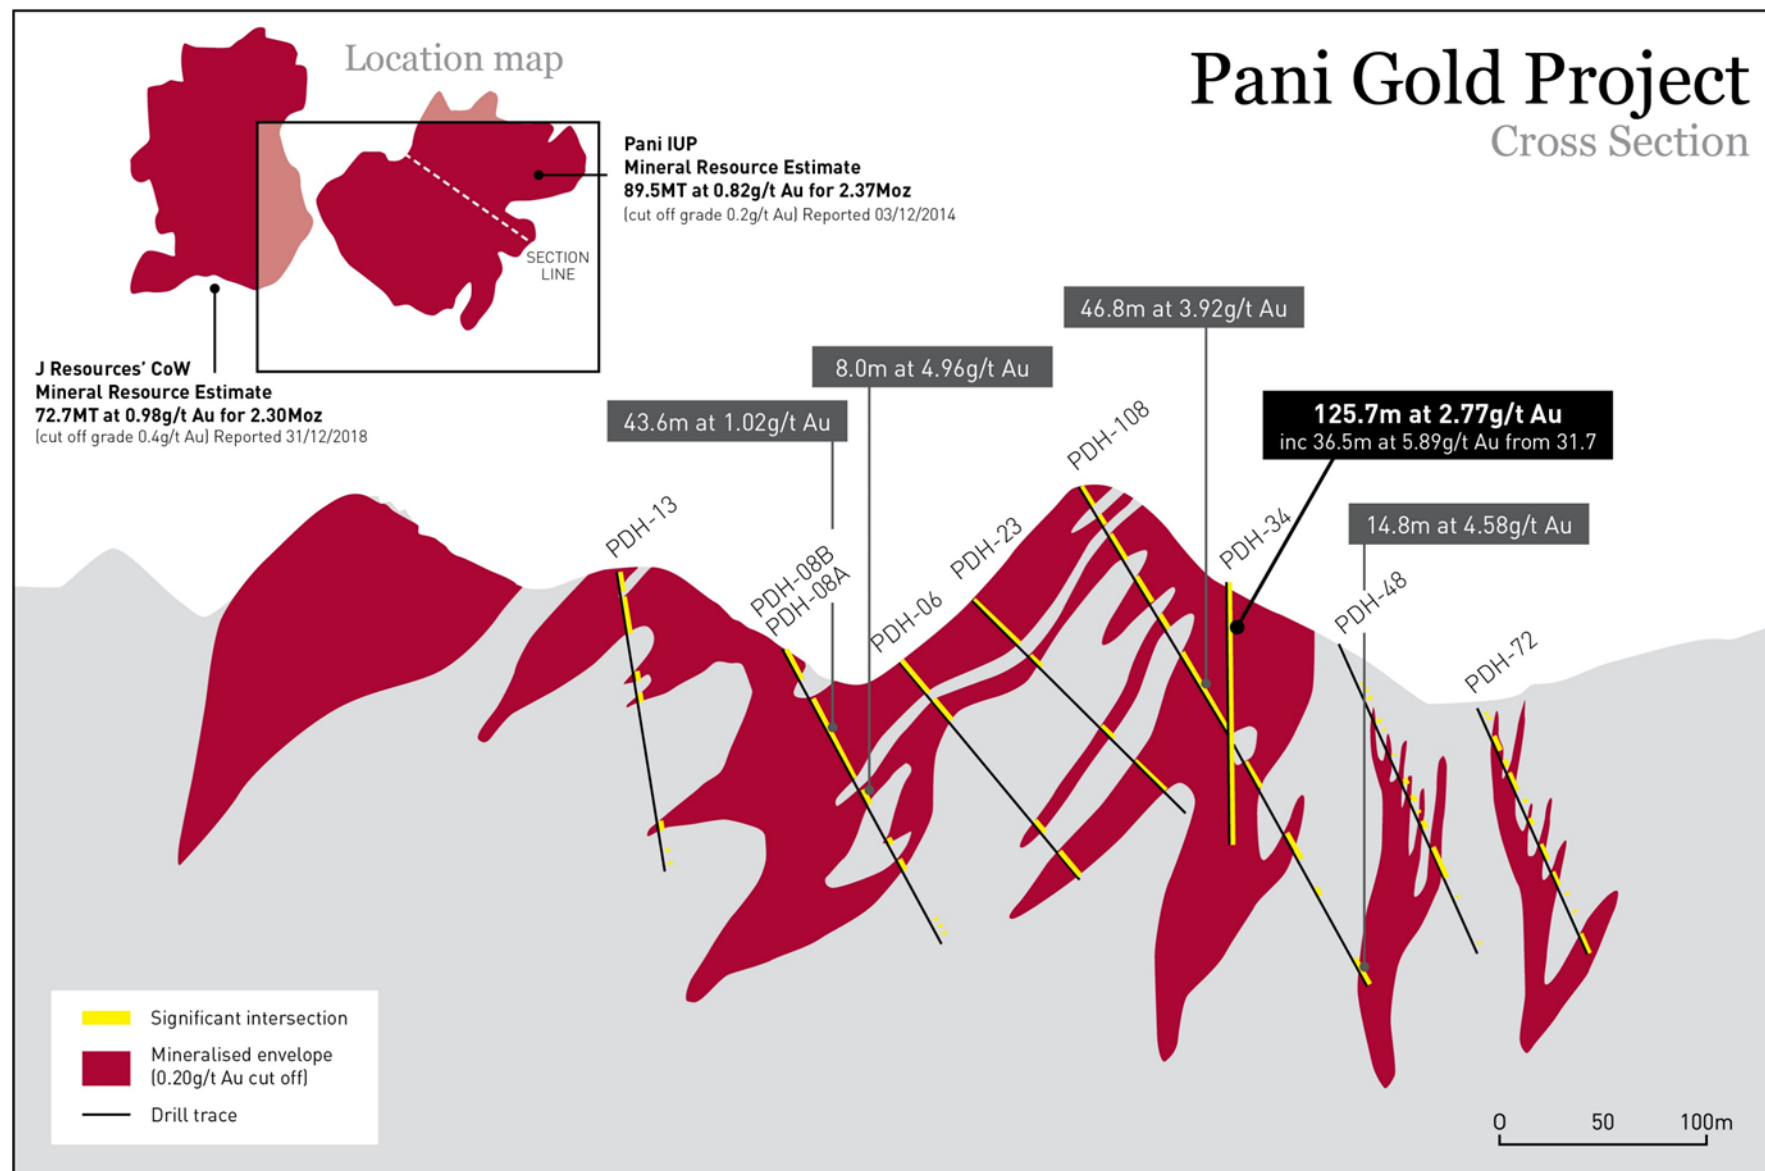 Location map
Pani Gold Project
Cross Section
Pani IUP
Mineral Resource Estimate
89.5MT at 0.82g/t Au for 2.37Moz
(cut off grade 0.2g/t Au) Reported 03/12/2014
SECTION
LINE
J Resources’ CoW
Mineral Resource Estimate
72.7MT at 0.98g/t Au for 2.30Moz
(cut off grade 0.4g/t Au) Reported 31/12/2018
46.8m at 3.92g/t Au
8.0m at 4.96g/t Au
43.6m at 1.02g/t Au
125.7m at 2.77g/t Au
inc 36.5m at 5.89g/t Au from 31.7
14.8m at 4.58g/t Au
PDH-13
PDH-08B
PDH-08A
PDH-06
PDH-23
PDH-108
PDH-34
PDH-48
PDH-72
Significant intersection
Mineralised envelope
(0.20g/t Au cut off)
Drill trace
0 50 100m